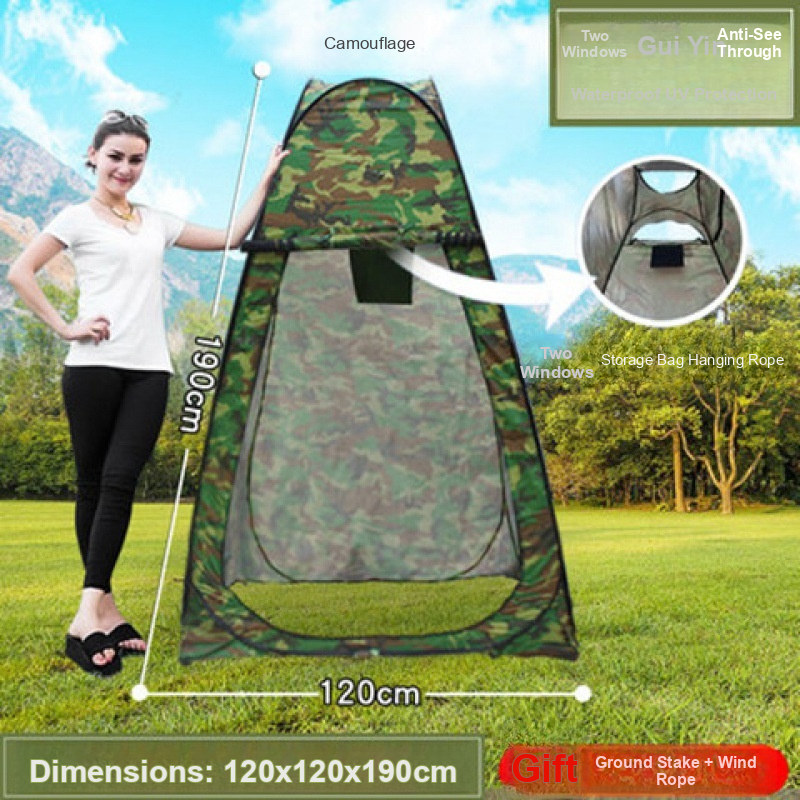 Camouflage
Two
Windows
Gui Yi
Anti-See
Through
190cm
Two
Windows
Storage Bag Hanging Rope
120cm
Dimensions: 120x120x190cm
Gift
Ground Stake + Wind
Rope